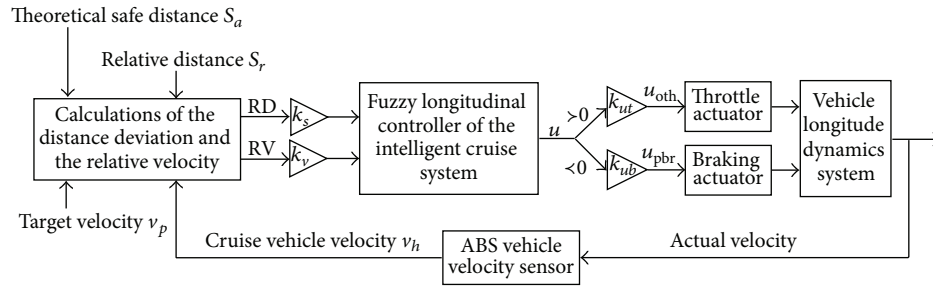 Theoretical safe distance S_a
Relative distance S_r
Calculations of the
distance deviation and
the relative velocity
RD
RV
k_s
k_v
Fuzzy longitudinal
controller of the
intelligent cruise
system
u
≻0
≺0
k_ut
k_ub
u_oth
u_pbr
Throttle
actuator
Braking
actuator
Vehicle
longitude
dynamics
system
Target velocity v_p
Cruise vehicle velocity v_h
ABS vehicle
velocity sensor
Actual velocity